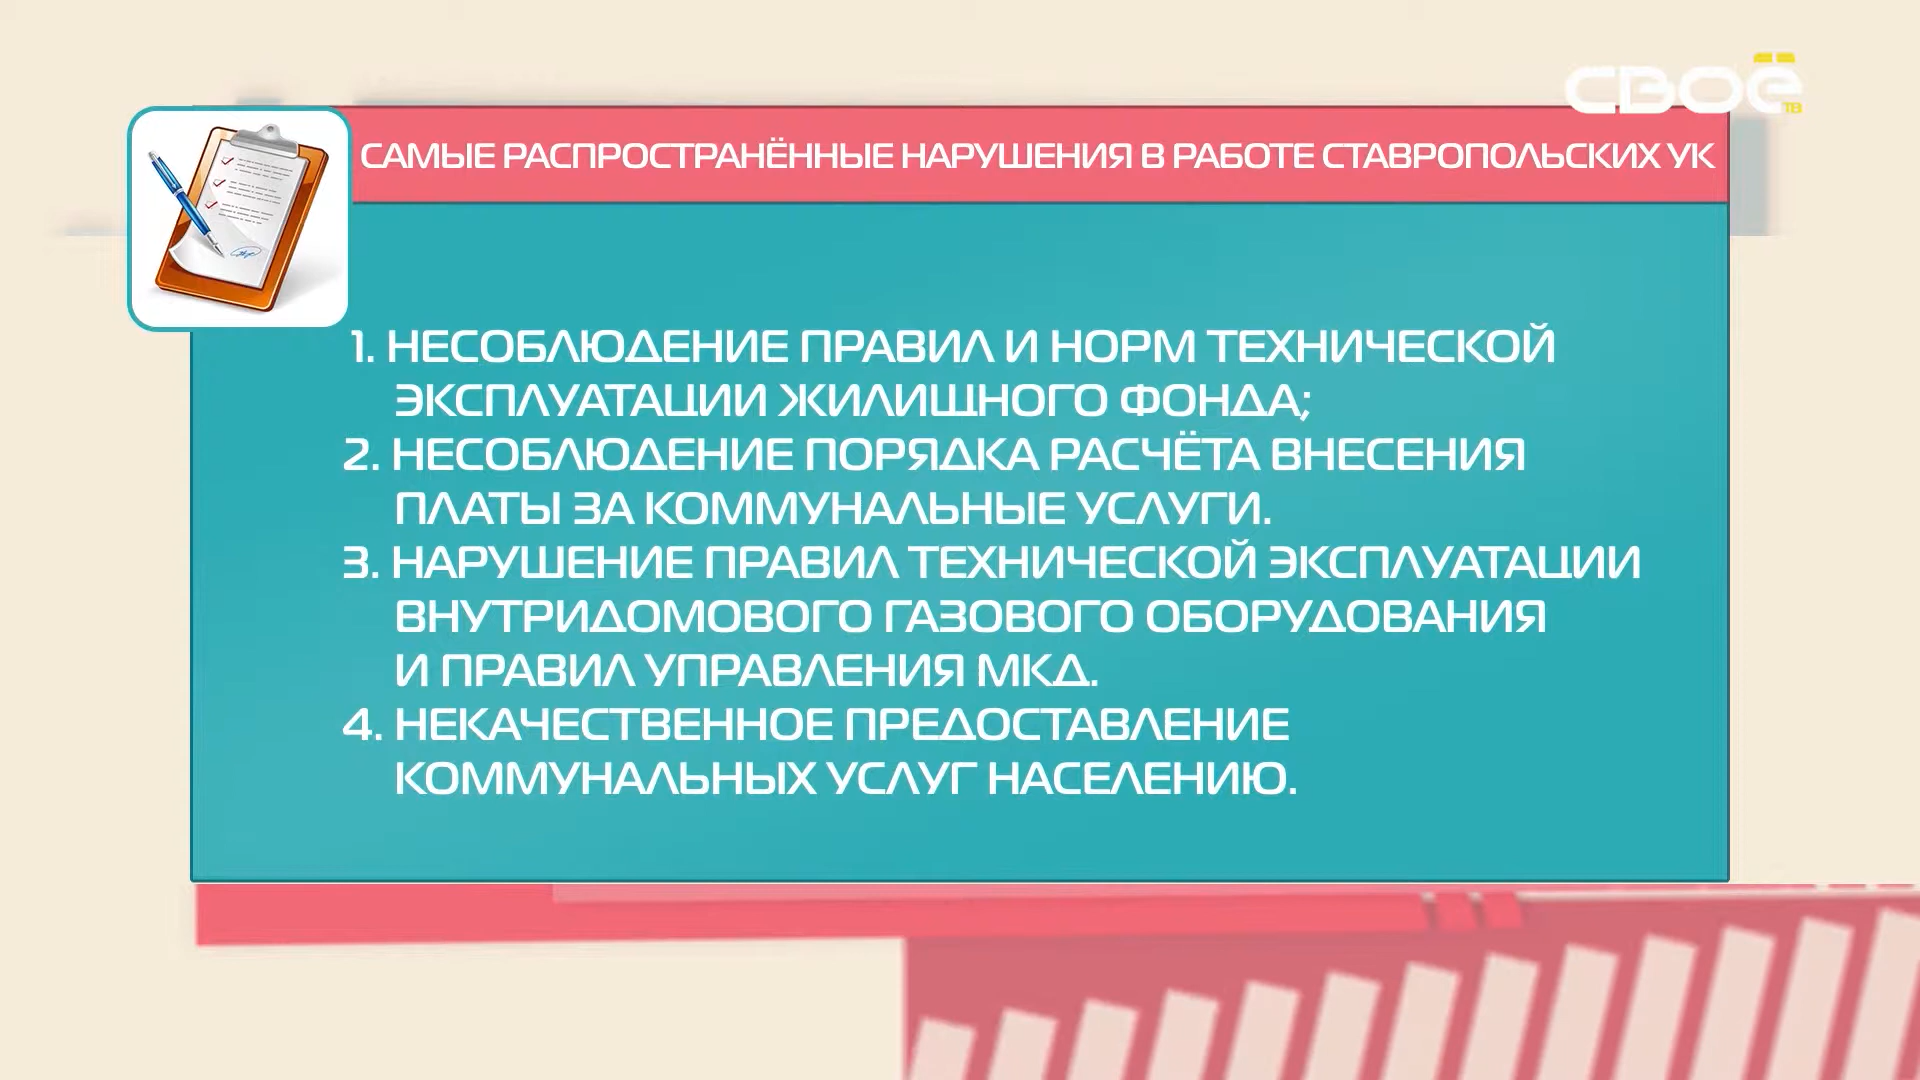 СВОЁ
ТВ
САМЫЕ РАСПРОСТРАНЁННЫЕ НАРУШЕНИЯ В РАБОТЕ СТАВРОПОЛЬСКИХ УК
1. НЕСОБЛЮДЕНИЕ ПРАВИЛ И НОРМ ТЕХНИЧЕСКОЙ
ЭКСПЛУАТАЦИИ ЖИЛИЩНОГО ФОНДА;
2. НЕСОБЛЮДЕНИЕ ПОРЯДКА РАСЧЁТА ВНЕСЕНИЯ
ПЛАТЫ ЗА КОММУНАЛЬНЫЕ УСЛУГИ.
3. НАРУШЕНИЕ ПРАВИЛ ТЕХНИЧЕСКОЙ ЭКСПЛУАТАЦИИ
ВНУТРИДОМОВОГО ГАЗОВОГО ОБОРУДОВАНИЯ
И ПРАВИЛ УПРАВЛЕНИЯ МКД.
4. НЕКАЧЕСТВЕННОЕ ПРЕДОСТАВЛЕНИЕ
КОММУНАЛЬНЫХ УСЛУГ НАСЕЛЕНИЮ.